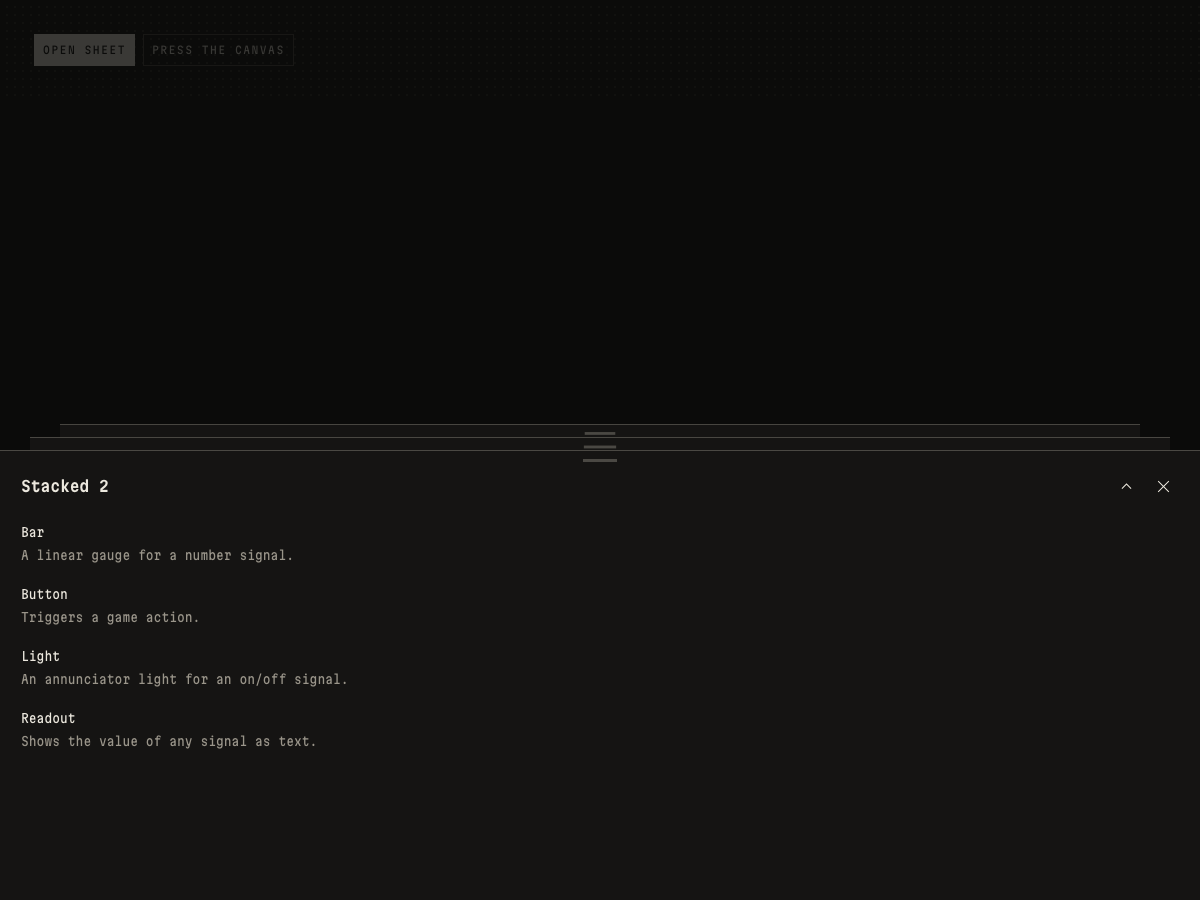 OPEN SHEET
PRESS THE CANVAS
Stacked 2
Bar
A linear gauge for a number signal.
Button
Triggers a game action.
Light
An annunciator light for an on/off signal.
Readout
Shows the value of any signal as text.